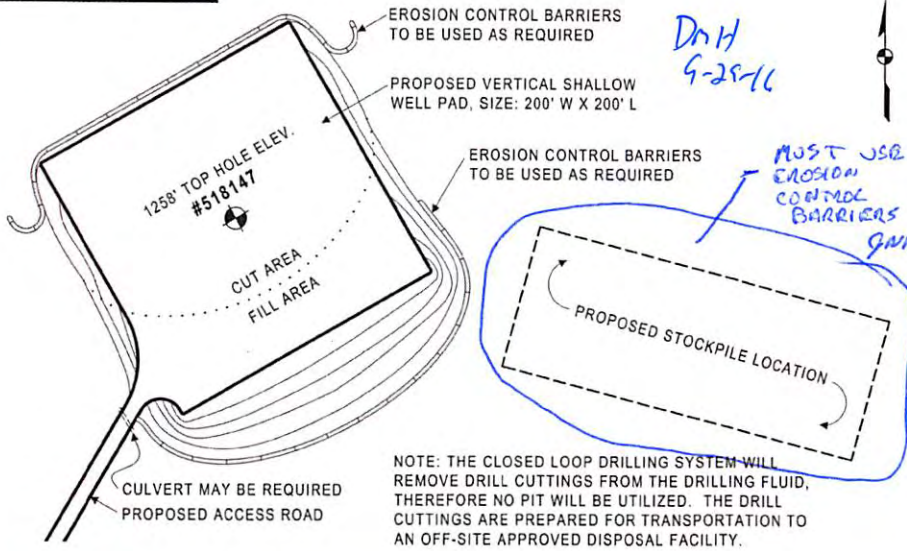 EROSION CONTROL BARRIERS
TO BE USED AS REQUIRED
DMH
9-29-16
PROPOSED VERTICAL SHALLOW
WELL PAD, SIZE: 200' W X 200' L
EROSION CONTROL BARRIERS
TO BE USED AS REQUIRED
MUST USE
EROSION
CONTROL
BARRIERS
1258' TOP HOLE ELEV.
#518147
CUT AREA
FILL AREA
PROPOSED STOCKPILE LOCATION
CULVERT MAY BE REQUIRED
PROPOSED ACCESS ROAD
NOTE: THE CLOSED LOOP DRILLING SYSTEM WILL
REMOVE DRILL CUTTINGS FROM THE DRILLING FLUID,
THEREFORE NO PIT WILL BE UTILIZED. THE DRILL
CUTTINGS ARE PREPARED FOR TRANSPORTATION TO
AN OFF-SITE APPROVED DISPOSAL FACILITY.